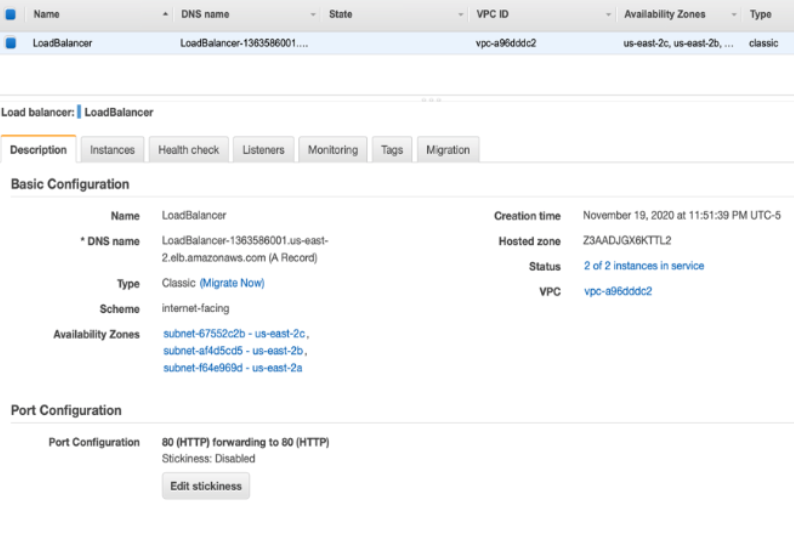 Name DNS name State VPC ID Availability Zones Type
LoadBalancer LoadBalancer-1363586001.... vpc-a96dddc2 us-east-2c, us-east-2b, ... classic
Load balancer: LoadBalancer
Description Instances Health check Listeners Monitoring Tags Migration
Basic Configuration
Name LoadBalancer Creation time November 19, 2020 at 11:51:39 PM UTC-5
* DNS name LoadBalancer-1363586001.us-east- Hosted zone Z3AADJGX6KTTL2
2.elb.amazonaws.com (A Record)
Status 2 of 2 instances in service
Type Classic (Migrate Now)
VPC vpc-a96dddc2
Scheme internet-facing
Availability Zones subnet-67552c2b - us-east-2c,
subnet-af4d5cd5 - us-east-2b,
subnet-f64e969d - us-east-2a
Port Configuration
Port Configuration 80 (HTTP) forwarding to 80 (HTTP)
Stickiness: Disabled
Edit stickiness